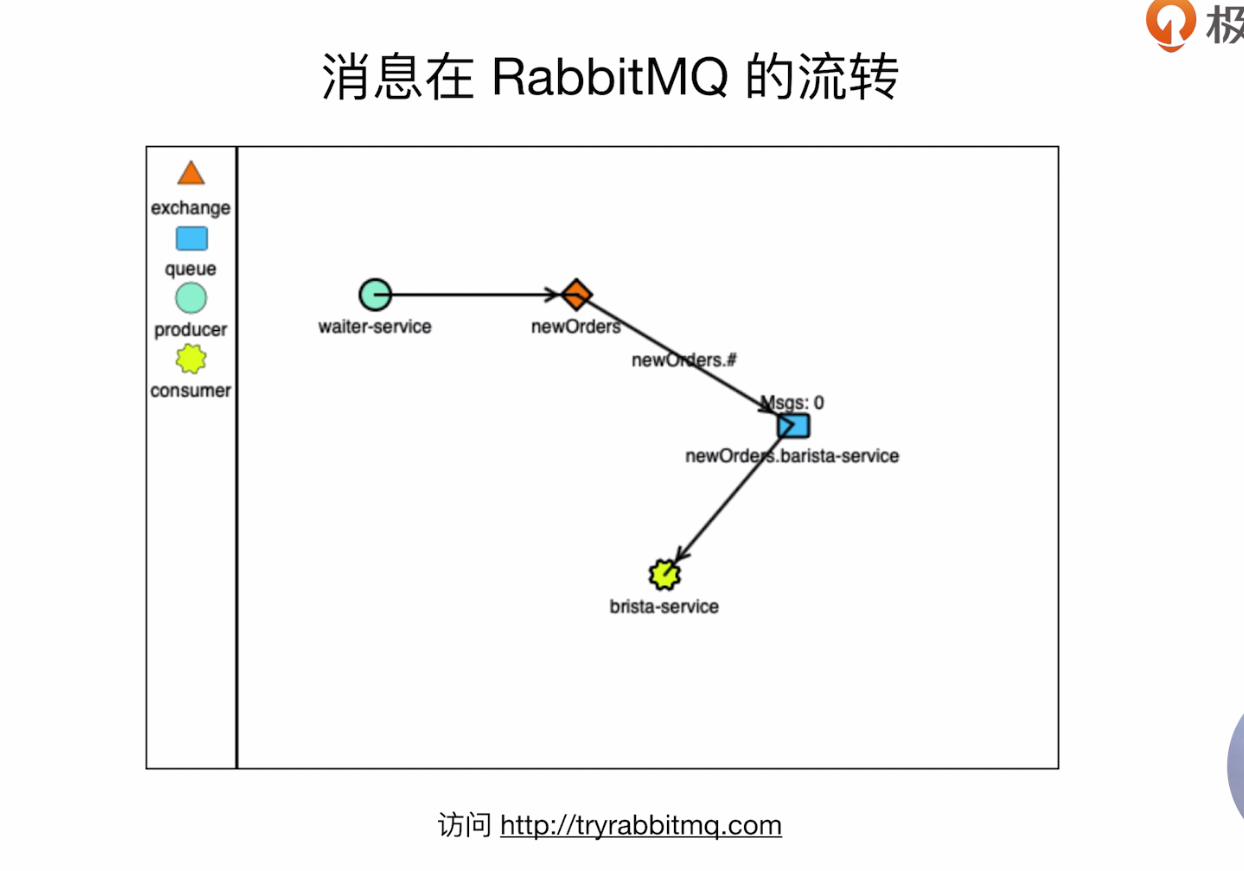 极
消息在 RabbitMQ 的流转
exchange
queue
producer
consumer
waiter-service
newOrders
newOrders.#
Msgs: 0
newOrders.barista-service
brista-service
访问 http://tryrabbitmq.com